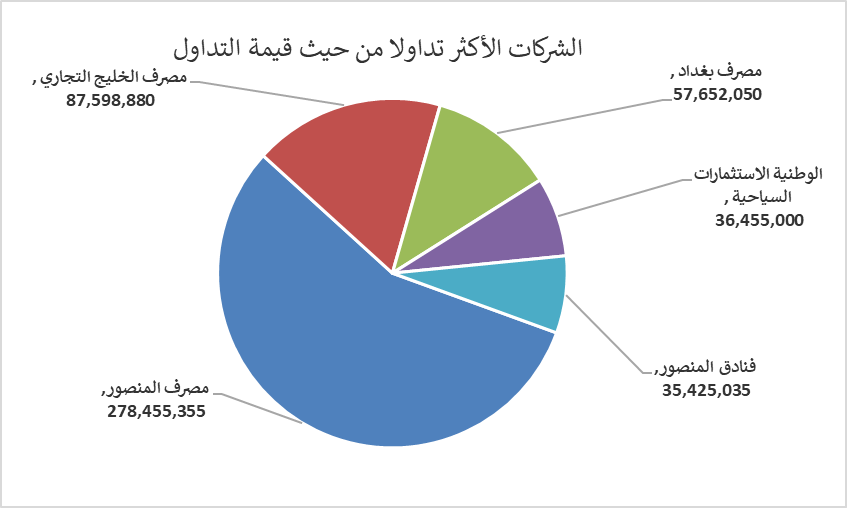 الشركات الأكثر تداولا من حيث قيمة التداول
مصرف بغداد ,
57,652,050
مصرف الخليج التجاري ,
87,598,880
الوطنية الاستثمارات
السياحية ,
36,455,000
فنادق المنصور,
35,425,035
مصرف المنصور,
278,455,355